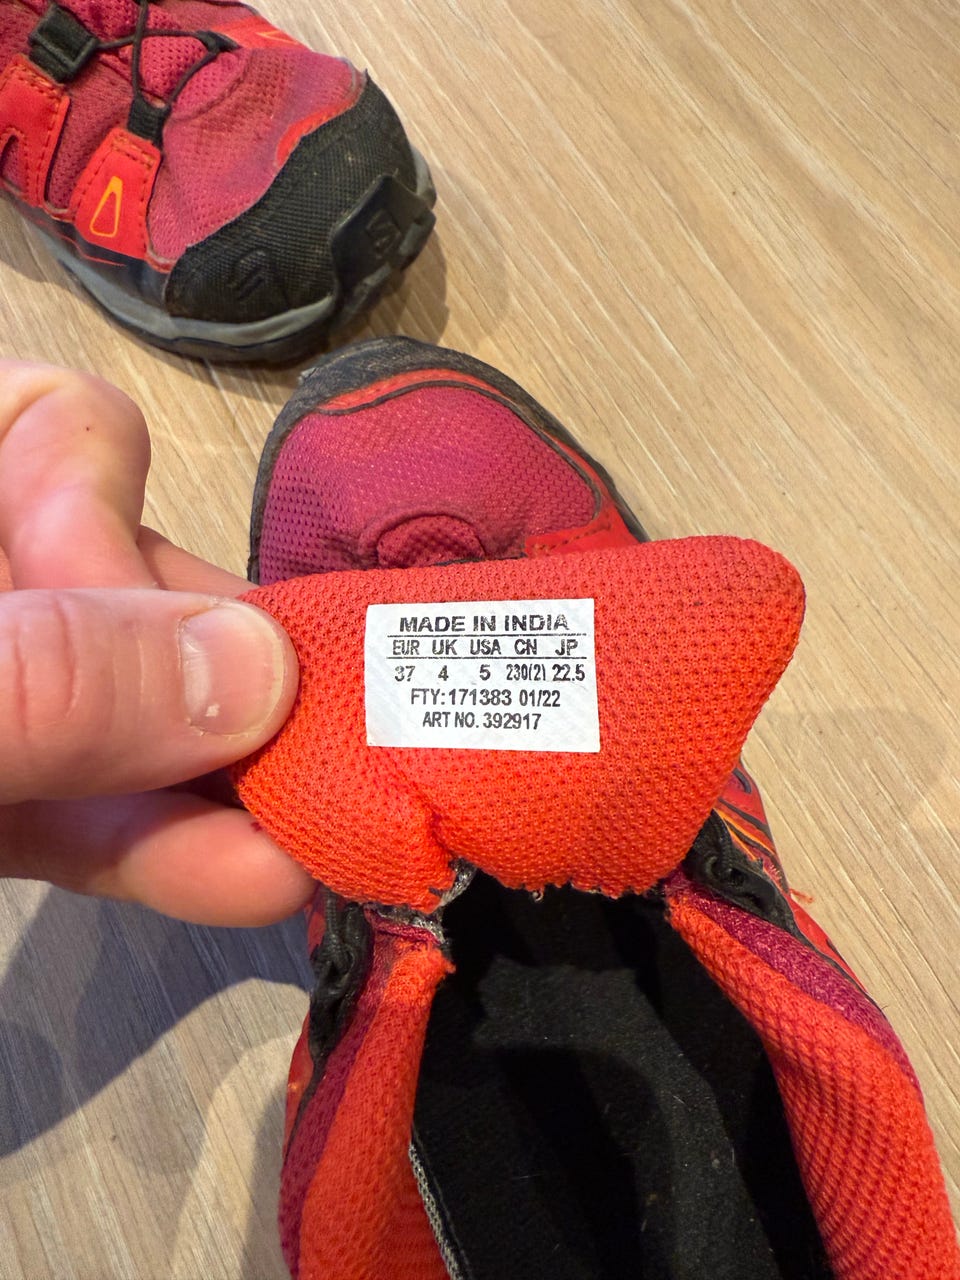 MADE IN INDIA
EUR UK USA CN JP
37 4 5 230(2) 22.5
FTY:171383 01/22
ART NO. 392917